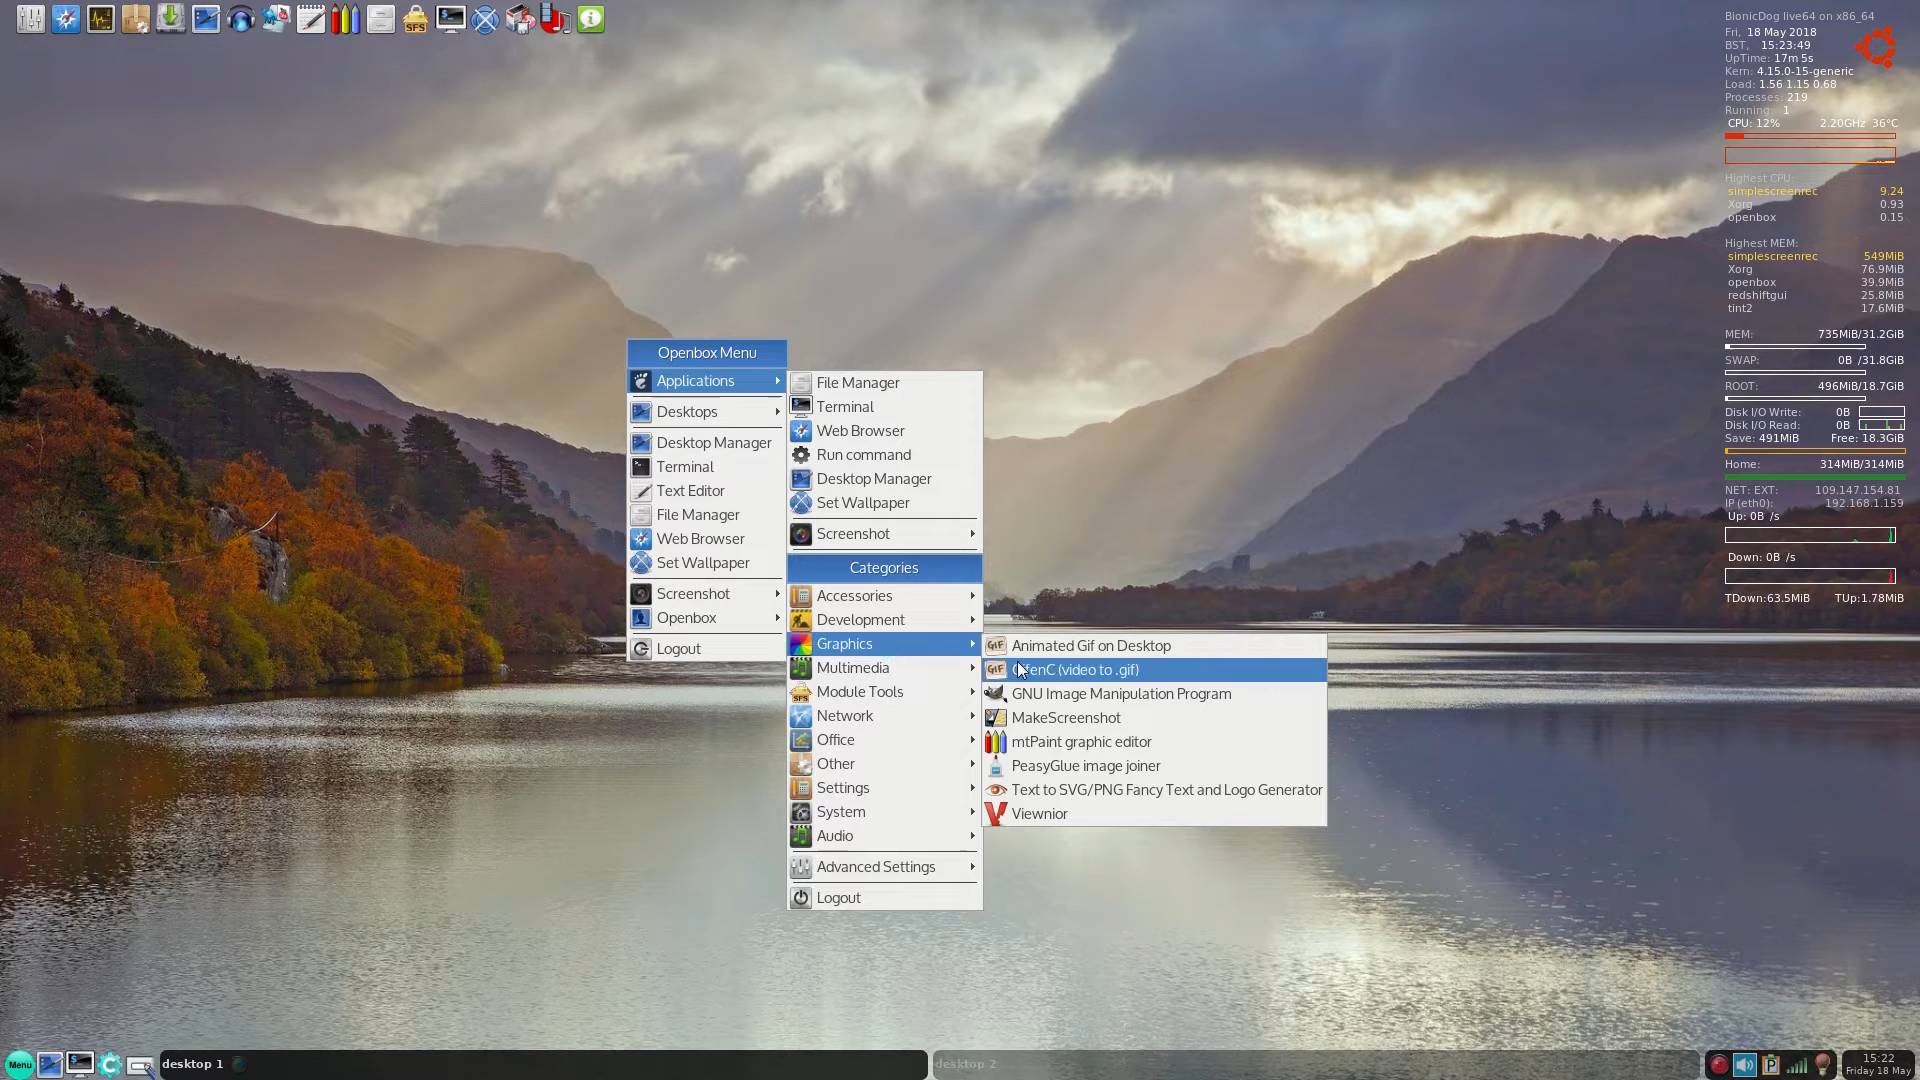 SFS
BionicDog live64 on x86_64
Fri, 18 May 2018
BST, 15:23:49
UpTime: 17m 5s
Kern: 4.15.0-15-generic
Load: 1.56 1.15 0.68
Processes: 219
Running: 1
CPU: 12% 2.20GHz 36°C
Highest CPU:
simplescreenrec 9.24
Xorg 0.93
openbox 0.15
Highest MEM:
simplescreenrec 549MiB
Xorg 76.9MiB
openbox 39.9MiB
redshiftgui 25.8MiB
tint2 17.6MiB
MEM: 735MiB/31.2GiB
SWAP: 0B /31.8GiB
ROOT: 496MiB/18.7GiB
Disk I/O Write: 0B
Disk I/O Read: 0B
Save: 491MiB Free: 18.3GiB
Home: 314MiB/314MiB
NET: EXT: 109.147.154.81
IP (eth0): 192.168.1.159
Up: 0B /s
Down: 0B /s
TDown:63.5MiB TUp:1.78MiB
Openbox Menu
Applications
Desktops
Desktop Manager
Terminal
Text Editor
File Manager
Web Browser
Set Wallpaper
Screenshot
Openbox
Logout
File Manager
Terminal
Web Browser
Run command
Desktop Manager
Set Wallpaper
Screenshot
Categories
Accessories
Development
Graphics
Multimedia
Module Tools
Network
Office
Other
Settings
System
Audio
Advanced Settings
Logout
Animated Gif on Desktop
(video to .gif)
GNU Image Manipulation Program
MakeScreenshot
mtPaint graphic editor
PeasyGlue image joiner
Text to SVG/PNG Fancy Text and Logo Generator
Viewnior
Menu
desktop 1
desktop 2
15:22
Friday 18 May